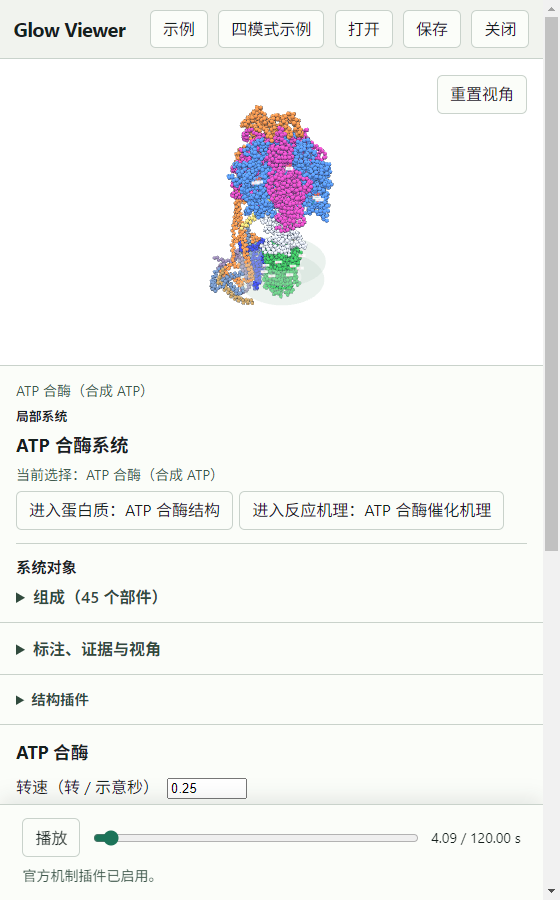 Glow Viewer 示例 四模式示例 打开 保存 关闭
重置视角
ATP 合酶（合成 ATP）
局部系统
ATP 合酶系统
当前选择：ATP 合酶（合成 ATP）
进入蛋白质：ATP 合酶结构 进入反应机理：ATP 合酶催化机理
系统对象
组成（45 个部件）
标注、证据与视角
结构插件
ATP 合酶
转速（转 / 示意秒） 0.25
播放 4.09 / 120.00 s
官方机制插件已启用。